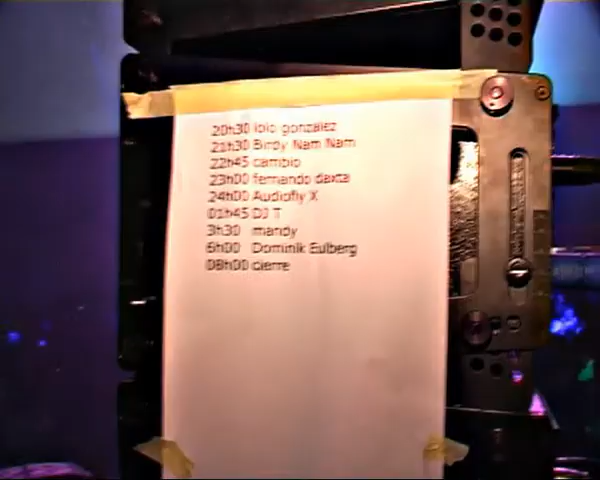 20h30 lolo gonzalez
21h30 Birdy Nam Nam
22h45 cambio
23h00 fernando daxta
24h00 Audiofly X
01h45 DJ T
3h30 mandy
6h00 Dominik Eulberg
08h00 cierre